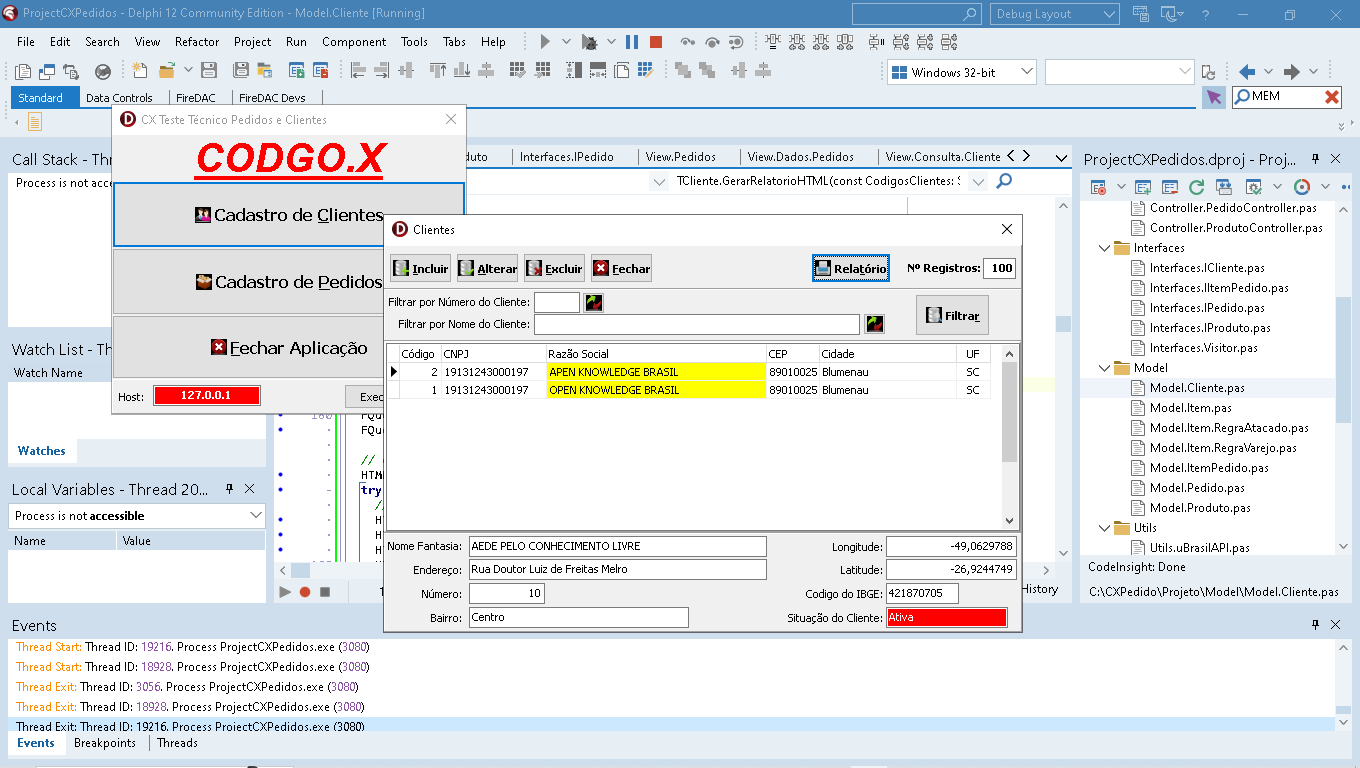 ProjectCXPedidos - Delphi 12 Community Edition - Model.Cliente [Running]
Debug Layout
File Edit Search View Refactor Project Run Component Tools Tabs Help
Windows 32-bit
Standard Data Controls FireDAC FireDAC Devs
MEM
CX Teste Técnico Pedidos e Clientes
CODGO.X
Cadastro de Clientes
Cadastro de Pedidos
Fechar Aplicação
Host: 127.0.0.1
Call Stack - Th
Process is not acc
Interfaces.IPedido View.Pedidos View.Dados.Pedidos View.Consulta.Cliente
TCliente.GerarRelatorioHTML(const CodigosClientes:
Clientes
Incluir Alterar Excluir Fechar Relatório Nº Registros: 100
Filtrar por Número do Cliente:
Filtrar por Nome do Cliente:
Filtrar
Código CNPJ Razão Social CEP Cidade UF
2 19131243000197 APEN KNOWLEDGE BRASIL 89010025 Blumenau SC
1 19131243000197 OPEN KNOWLEDGE BRASIL 89010025 Blumenau SC
Nome Fantasia: AEDE PELO CONHECIMENTO LIVRE
Longitude: -49,0629788
Endereço: Rua Doutor Luiz de Freitas Melro
Latitude: -26,9244749
Número: 10
Codigo do IBGE: 421870705
Bairro: Centro
Situação do Cliente: Ativa
Watch List - Th
Watch Name
Watches
Local Variables - Thread 20...
Process is not accessible
Name Value
try
History
ProjectCXPedidos.dproj - Proj...
Controller.PedidoController.pas
Controller.ProdutoController.pas
Interfaces
Interfaces.ICliente.pas
Interfaces.IItemPedido.pas
Interfaces.IPedido.pas
Interfaces.IProduto.pas
Interfaces.Visitor.pas
Model
Model.Cliente.pas
Model.Item.pas
Model.Item.RegraAtacado.pas
Model.Item.RegraVarejo.pas
Model.ItemPedido.pas
Model.Pedido.pas
Model.Produto.pas
Utils
Utils.uBrasilAPI.pas
CodeInsight: Done
C:\CXPedido\Projeto\Model\Model.Cliente.pas
Events
Thread Start: Thread ID: 19216. Process ProjectCXPedidos.exe (3080)
Thread Start: Thread ID: 18928. Process ProjectCXPedidos.exe (3080)
Thread Exit: Thread ID: 3056. Process ProjectCXPedidos.exe (3080)
Thread Exit: Thread ID: 18928. Process ProjectCXPedidos.exe (3080)
Thread Exit: Thread ID: 19216. Process ProjectCXPedidos.exe (3080)
Events Breakpoints Threads